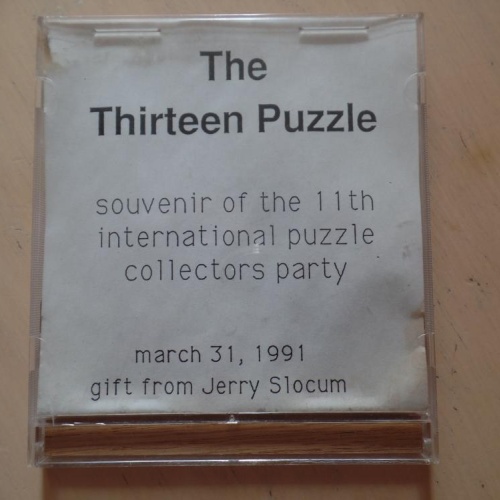 The
Thirteen Puzzle
souvenir of the 11th
international puzzle
collectors party
march 31, 1991
gift from Jerry Slocum